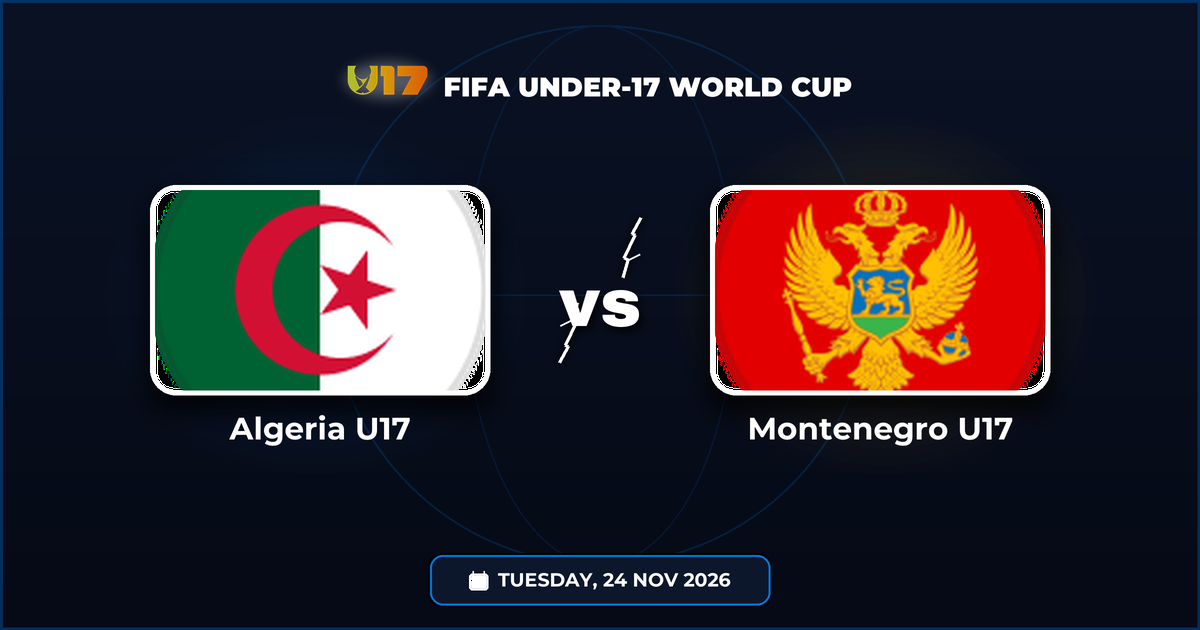 U17 FIFA UNDER-17 WORLD CUP
VS
Algeria U17
Montenegro U17
TUESDAY, 24 NOV 2026